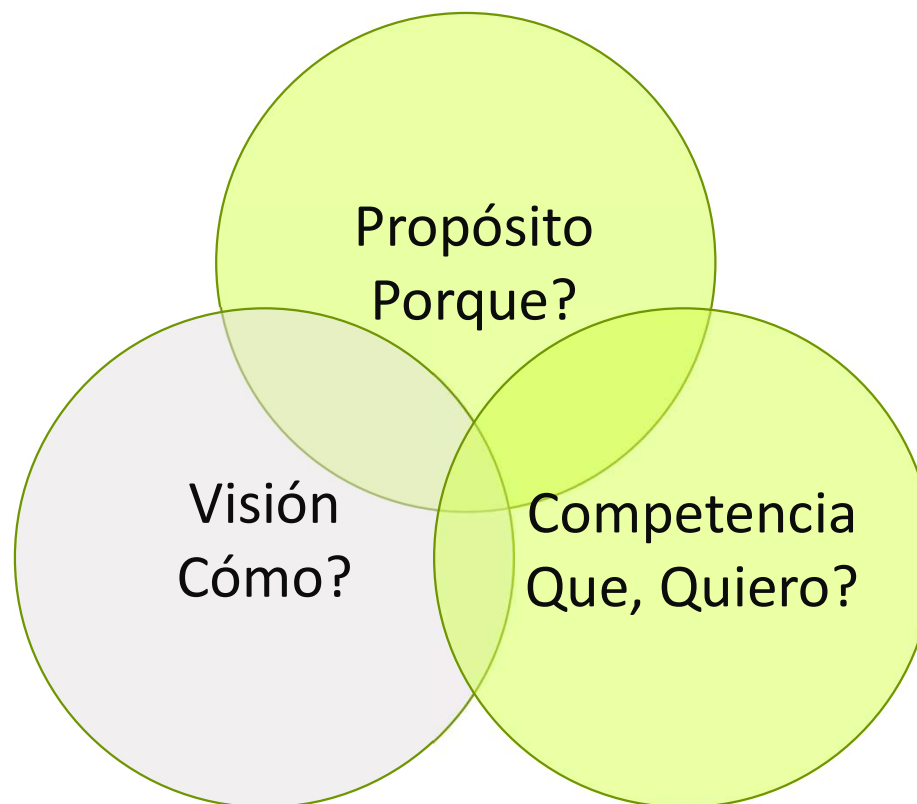 Propósito
Porque?
Visión
Cómo?
Competencia
Que, Quiero?